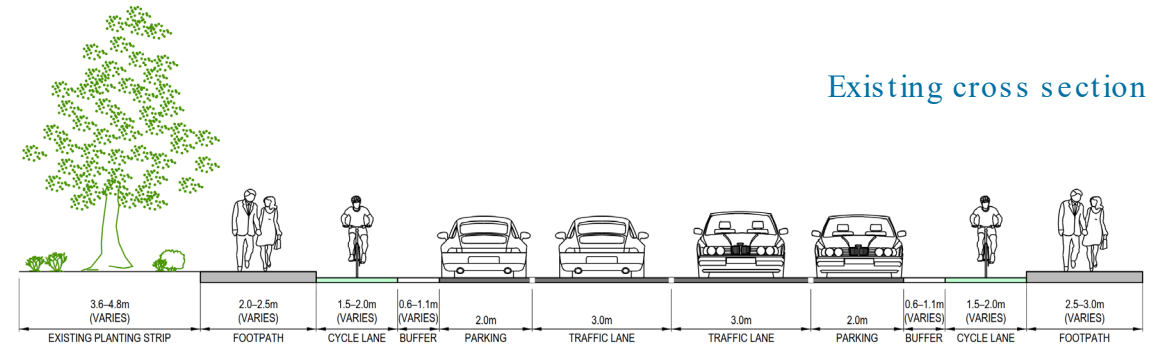 Existing cross section
3.6–4.8m
(VARIES)
EXISTING PLANTING STRIP
2.0–2.5m
(VARIES)
FOOTPATH
1.5–2.0m
(VARIES)
CYCLE LANE
0.6–1.1m
(VARIES)
BUFFER
2.0m
PARKING
3.0m
TRAFFIC LANE
3.0m
TRAFFIC LANE
2.0m
PARKING
0.6–1.1m
(VARIES)
BUFFER
1.5–2.0m
(VARIES)
CYCLE LANE
2.5–3.0m
(VARIES)
FOOTPATH